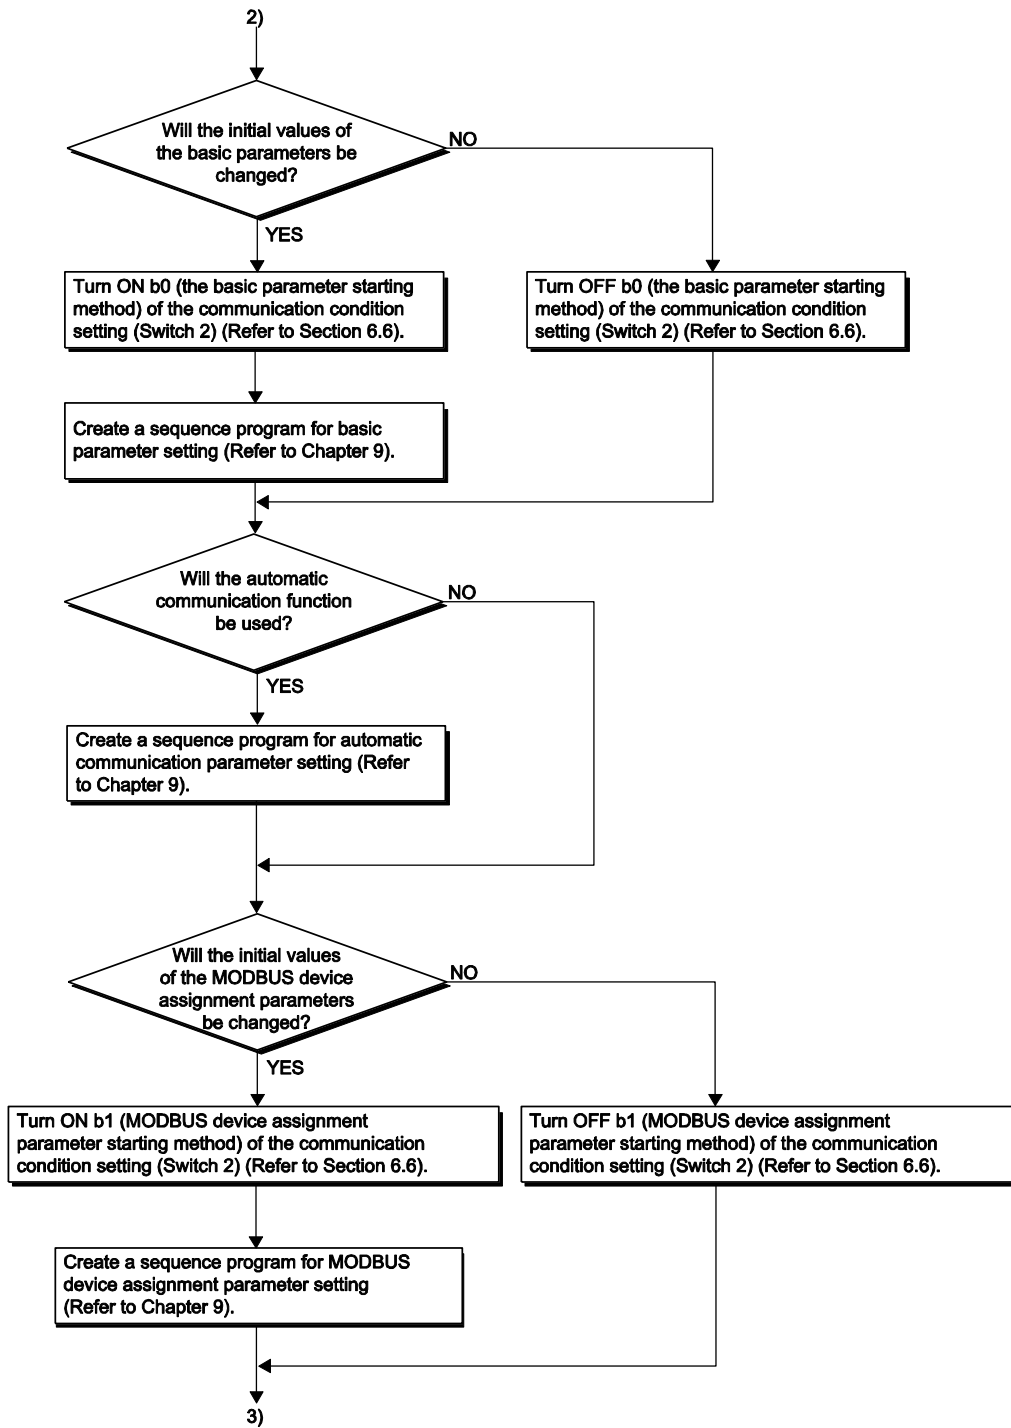 2)
Will the initial values of
the basic parameters be
changed?
NO
YES
Turn ON b0 (the basic parameter starting
method) of the communication condition
setting (Switch 2) (Refer to Section 6.6).
Turn OFF b0 (the basic parameter starting
method) of the communication condition
setting (Switch 2) (Refer to Section 6.6).
Create a sequence program for basic
parameter setting (Refer to Chapter 9).
Will the automatic
communication function
be used?
NO
YES
Create a sequence program for automatic
communication parameter setting (Refer
to Chapter 9).
Will the initial values
of the MODBUS device
assignment parameters
be changed?
NO
YES
Turn ON b1 (MODBUS device assignment
parameter starting method) of the communication
condition setting (Switch 2) (Refer to Section 6.6).
Turn OFF b1 (MODBUS device assignment
parameter starting method) of the communication
condition setting (Switch 2) (Refer to Section 6.6).
Create a sequence program for MODBUS
device assignment parameter setting
(Refer to Chapter 9).
3)